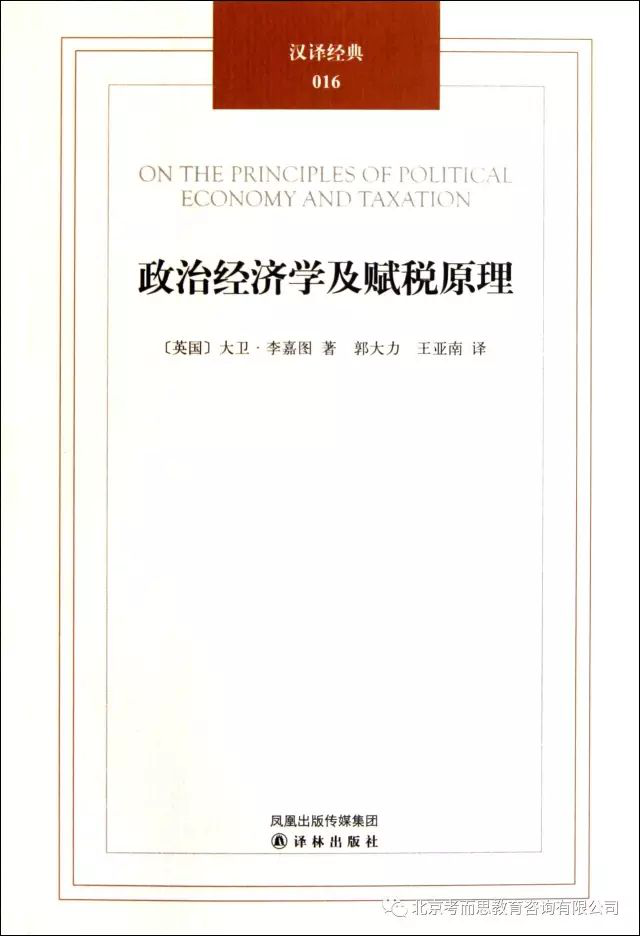 汉译经典
016
ON THE PRINCIPLES OF POLITICAL
ECONOMY AND TAXATION
政治经济学及赋税原理
〔英国〕大卫·李嘉图 著 郭大力 王亚南 译
凤凰出版传媒集团
译林出版社
北京考而思教育咨询有限公司